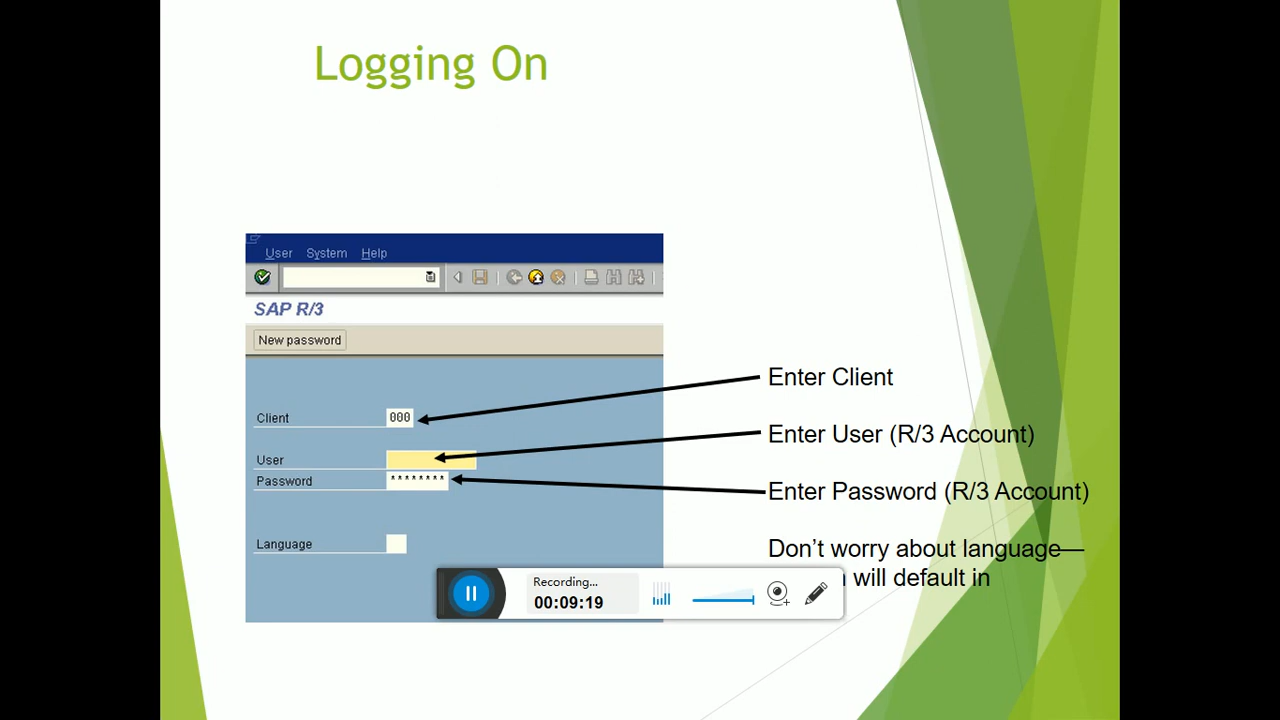 Logging On
User System Help
SAP R/3
New password
Client 000
User
Password ********
Language
Enter Client
Enter User (R/3 Account)
Enter Password (R/3 Account)
Don't worry about language—
will default in
Recording...
00:09:19